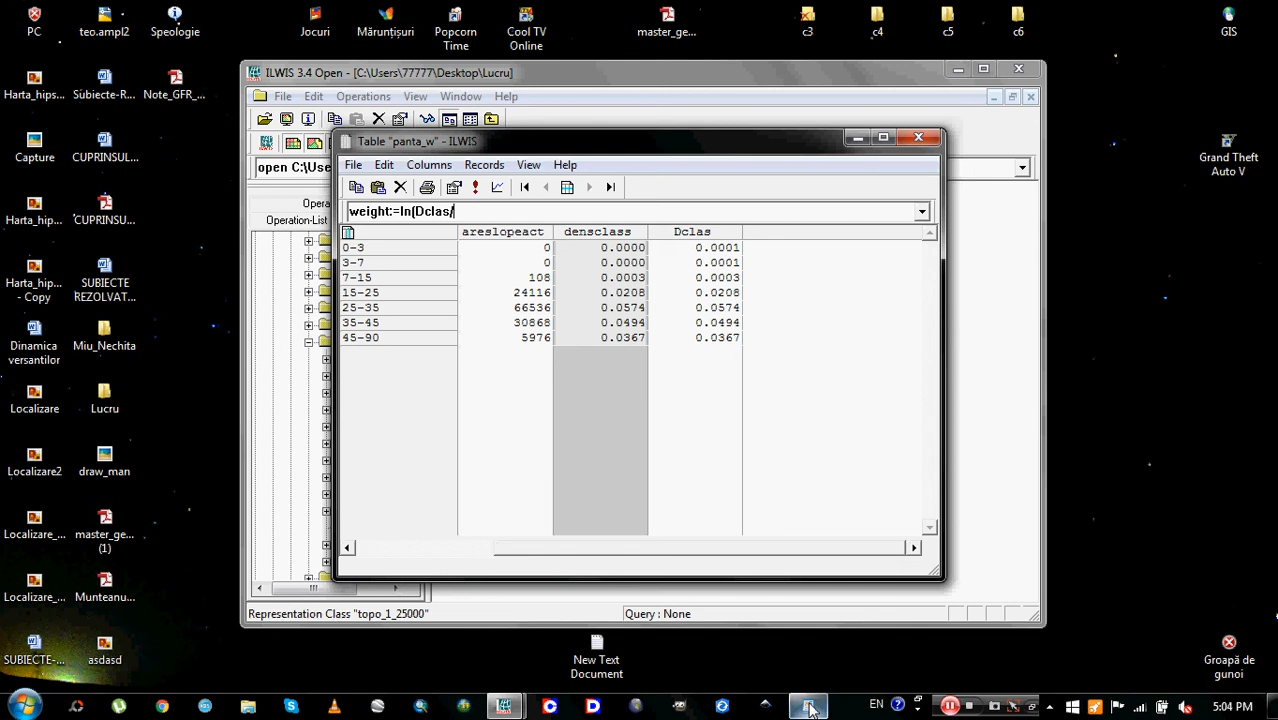 PC
teo.ampl2
Speologie
Jocuri
Mărunțișuri
Popcorn
Time
Cool TV
Online
master_ge...
c3
c4
c5
c6
GIS
Harta_hips...
Subiecte-R...
Note_GFR_...
Capture
CUPRINSUL...
Harta_hip...
CUPRINSUL...
Harta_hip...
- Copy
SUBIECTE
REZOLVAT...
Dinamica
versantilor
Miu_Nechita
Localizare
Lucru
Localizare2
draw_man
Localizare_...
master_ge...
(1)
Localizare_...
Munteanu...
SUBIECTE-...
asdasd
Grand Theft
Auto V
Groapă de
gunoi
New Text
Document
ILWIS 3.4 Open - [C:\Users\77777\Desktop\Lucru]
File Edit Operations View Window Help
open C:\Use
Opera
Operation-List
Table "panta_w" - ILWIS
File Edit Columns Records View Help
weight:=ln(Dclas/
areslopeact densclass Dclas
0-3 0 0.0000 0.0001
3-7 0 0.0000 0.0001
7-15 108 0.0003 0.0003
15-25 24116 0.0208 0.0208
25-35 66536 0.0574 0.0574
35-45 30868 0.0494 0.0494
45-90 5976 0.0367 0.0367
Representation Class "topo_1_25000"
Query : None
EN
5:04 PM